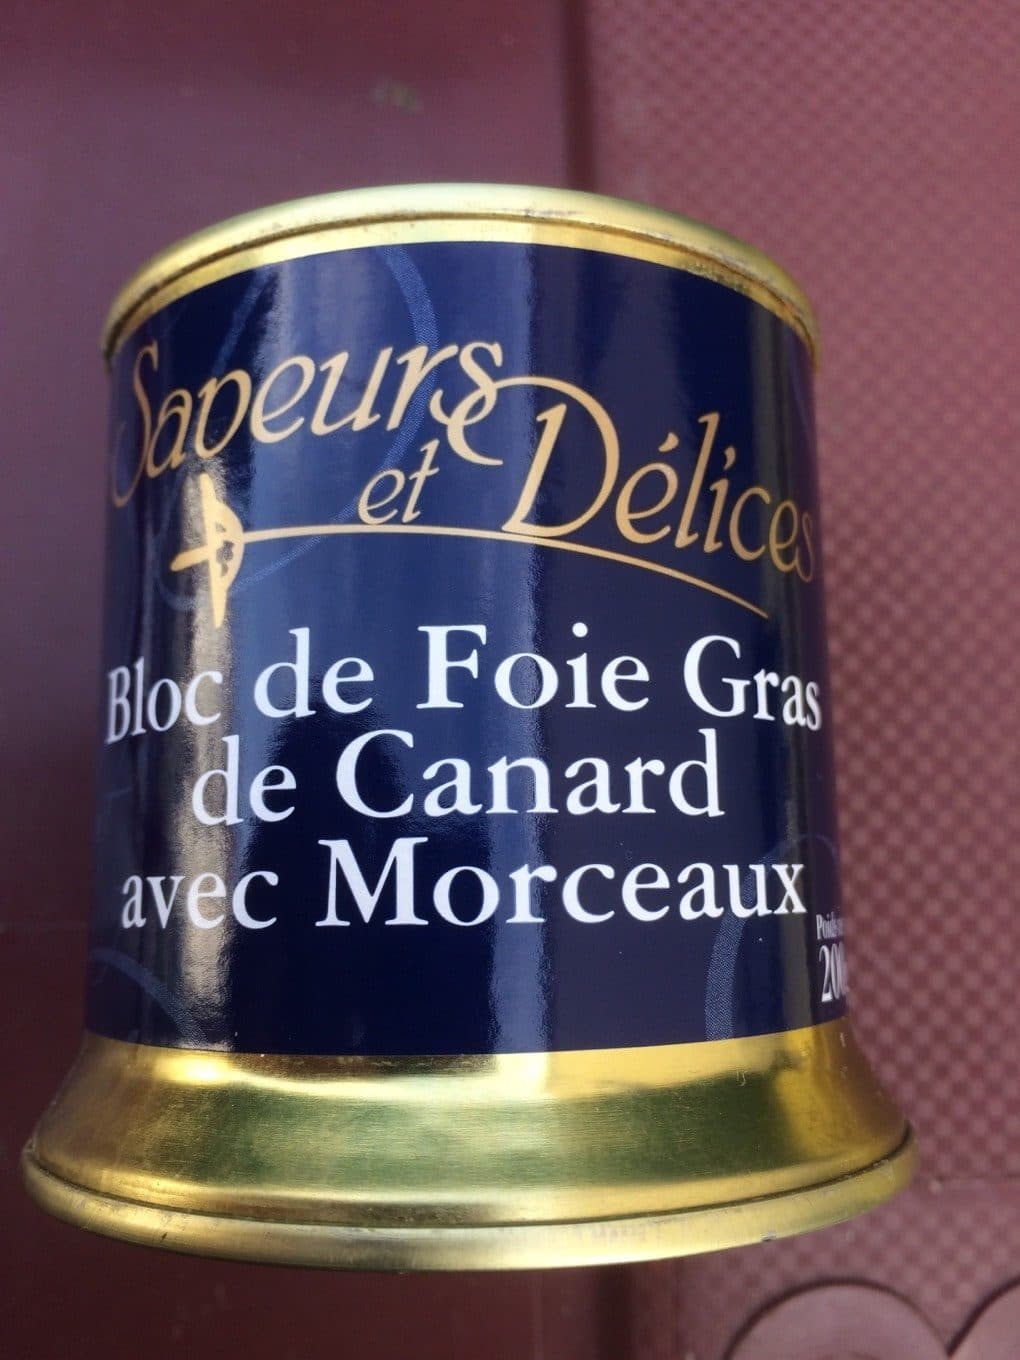 Saveurs
et Délices
Bloc de Foie Gras
de Canard
avec Morceaux